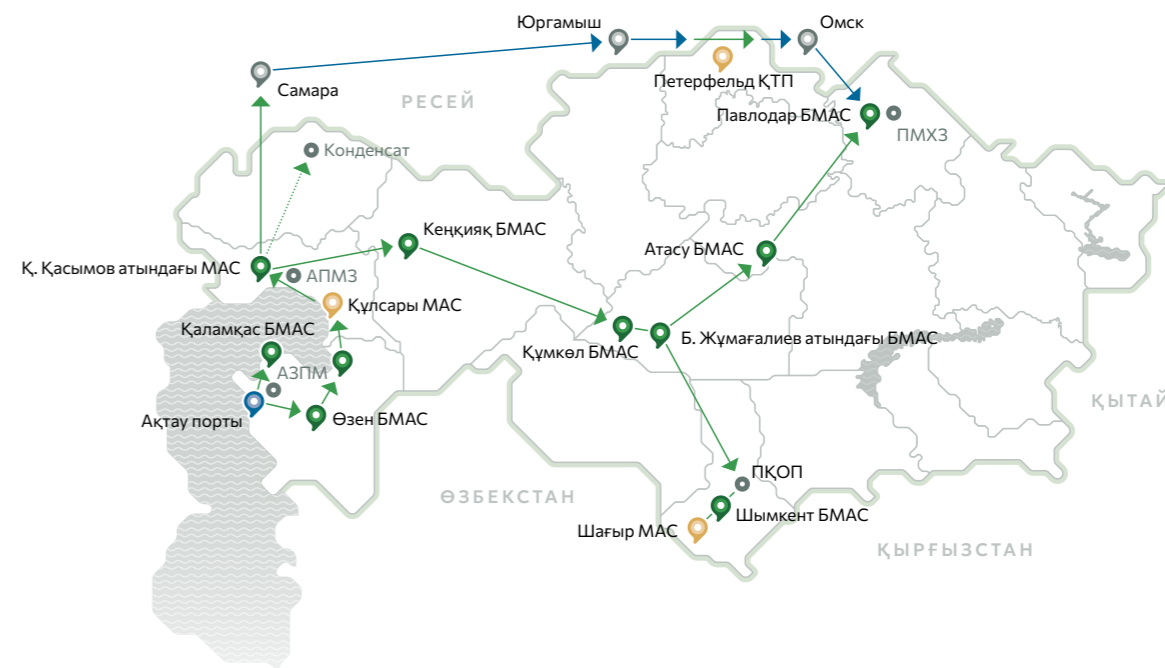 Юргамыш
Омск
Самара
Петерфельд ҚТП
РЕСЕЙ
Павлодар БМАС
ПМХЗ
Конденсат
Кеңқияқ БМАС
Атасу БМАС
Қ. Қасымов атындағы МАС
АПМЗ
Құлсары МАС
Қаламқас БМАС
Б. Жұмағалиев атындағы БМАС
Құмкөл БМАС
АЗПМ
Ақтау порты
Өзен БМАС
ҚЫТАЙ
ПҚОП
ӨЗБЕКСТАН
Шымкент БМАС
Шағыр МАС
ҚЫРҒЫЗСТАН